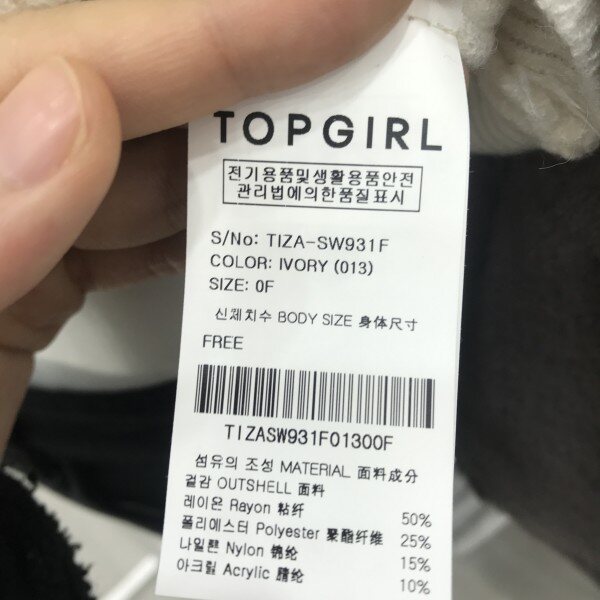 TOPGIRL
전기용품및생활용품안전
관리법에의한품질표시
S/No: TIZA-SW931F
COLOR: IVORY (013)
SIZE: 0F
신체치수 BODY SIZE 身体尺寸
FREE
TIZASW931F01300F
섬유의 조성 MATERIAL 面料成分
겉감 OUTSHELL 面料
레이온 Rayon 粘纤 50%
폴리에스터 Polyester 聚酯纤维 25%
나일론 Nylon 锦纶 15%
아크릴 Acrylic 腈纶 10%